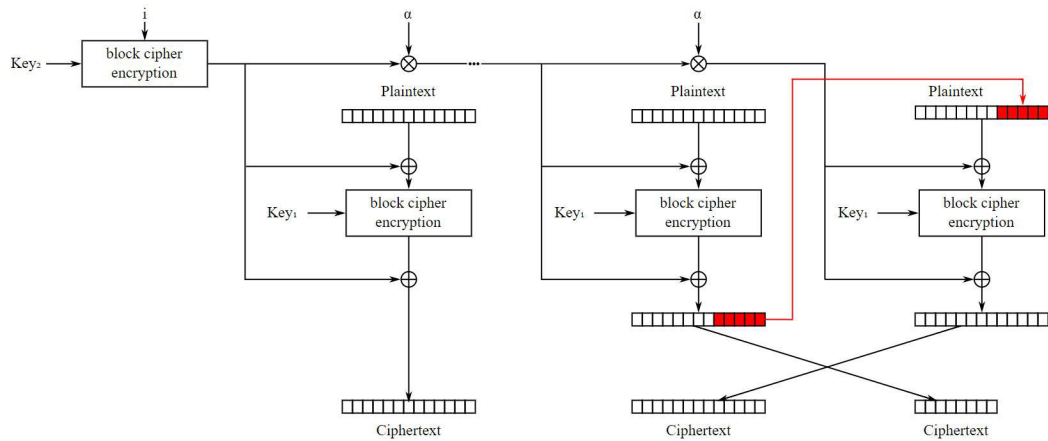 i
α
α
Key₂
block cipher
encryption
•••
Plaintext
Plaintext
Plaintext
Key₁
block cipher
encryption
Key₁
block cipher
encryption
Key₁
block cipher
encryption
Ciphertext
Ciphertext
Ciphertext